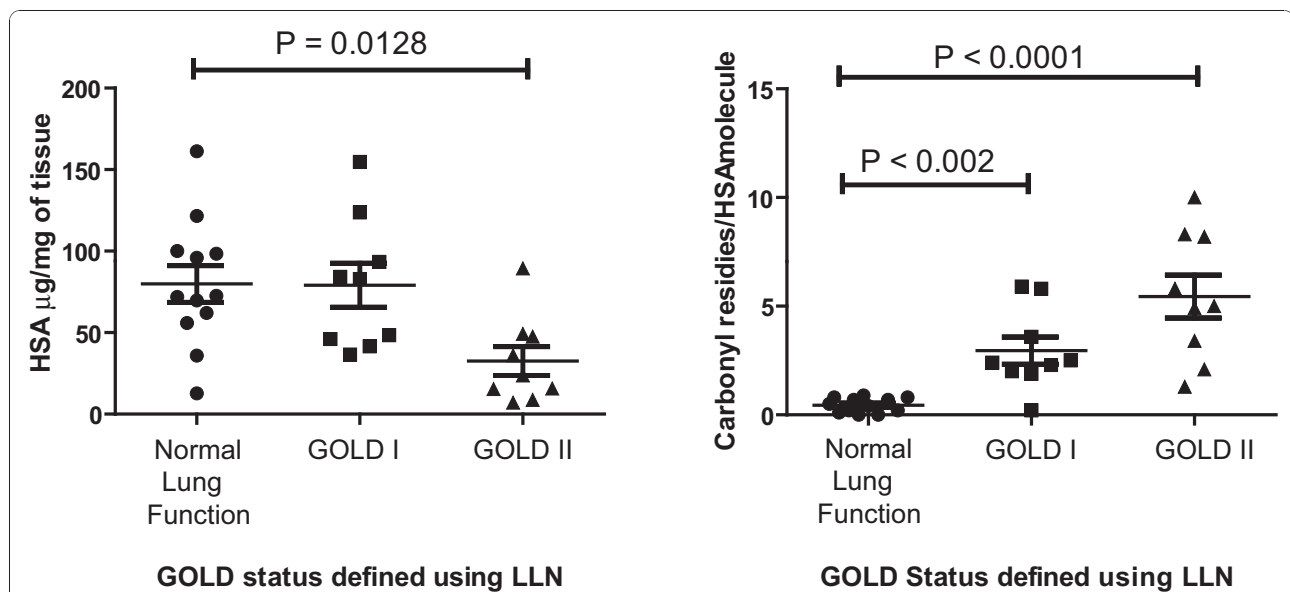 P = 0.0128
HSA μg/mg of tissue
200
150
100
50
0
Normal
Lung
Function
GOLD I
GOLD II
GOLD status defined using LLN
P < 0.0001
P < 0.002
Carbonyl residies/HSAmolecule
15
10
5
0
Normal
Lung
Function
GOLD I
GOLD II
GOLD Status defined using LLN